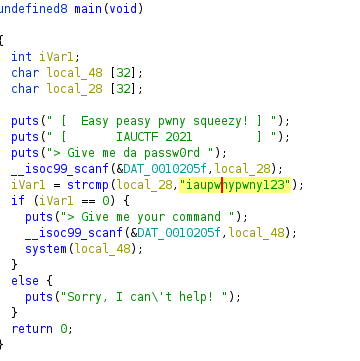 undefined8 main(void)
{
int iVar1;
char local_48 [32];
char local_28 [32];
puts(" [  Easy peasy pwny squeezy! ] ");
puts(" [       IAUCTF 2021         ] ");
puts("> Give me da passw0rd ");
__isoc99_scanf(&DAT_0010205f,local_28);
iVar1 = strcmp(local_28,"iaupwnypwny123");
if (iVar1 == 0) {
puts("> Give me your command ");
__isoc99_scanf(&DAT_0010205f,local_48);
system(local_48);
}
else {
puts("Sorry, I can\'t help! ");
}
return 0;
}